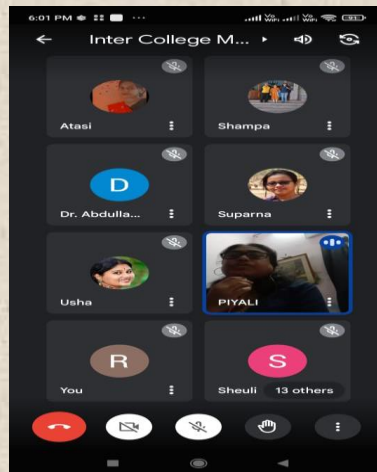 6:01 PM
Inter College M...
Atasi
Shampa
D
Dr. Abdulla...
Suparna
Usha
PIYALI
R
You
S
Sheuli
13 others